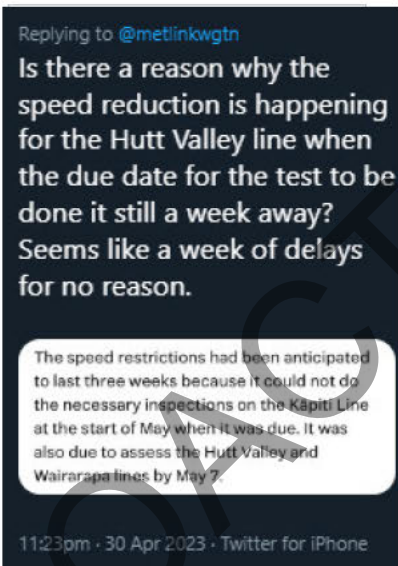 Replying to @metlinkwgtn
Is there a reason why the
speed reduction is happening
for the Hutt Valley line when
the due date for the test to be
done it still a week away?
Seems like a week of delays
for no reason.
The speed restrictions had been anticipated
to last three weeks because it could not do
the necessary inspections on the Kāpiti Line
at the start of May when it was due. It was
also due to assess the Hutt Valley and
Wairarapa lines by May 7.
11:23pm · 30 Apr 2023 · Twitter for iPhone
OACT